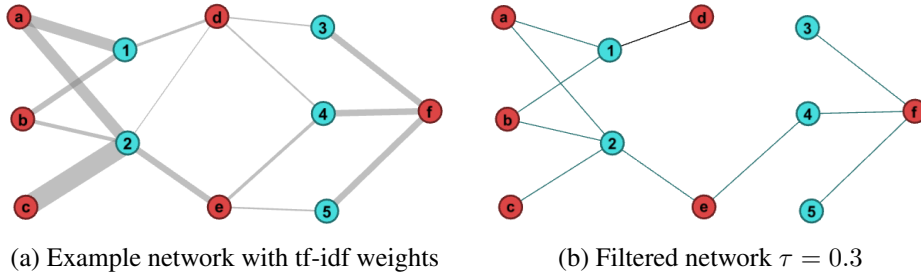 a
1
d
3
b
2
4
f
c
e
5
a
1
d
3
b
2
4
f
c
e
5
(a) Example network with tf-idf weights
(b) Filtered network τ = 0.3